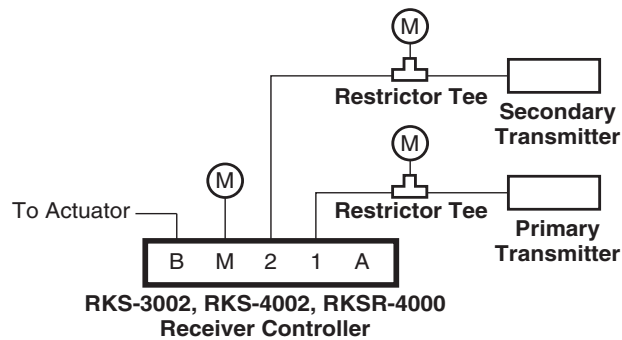 M
Restrictor Tee
Secondary
Transmitter
M
M
To Actuator
Restrictor Tee
Primary
Transmitter
B M 2 1 A
RKS-3002, RKS-4002, RKSR-4000
Receiver Controller